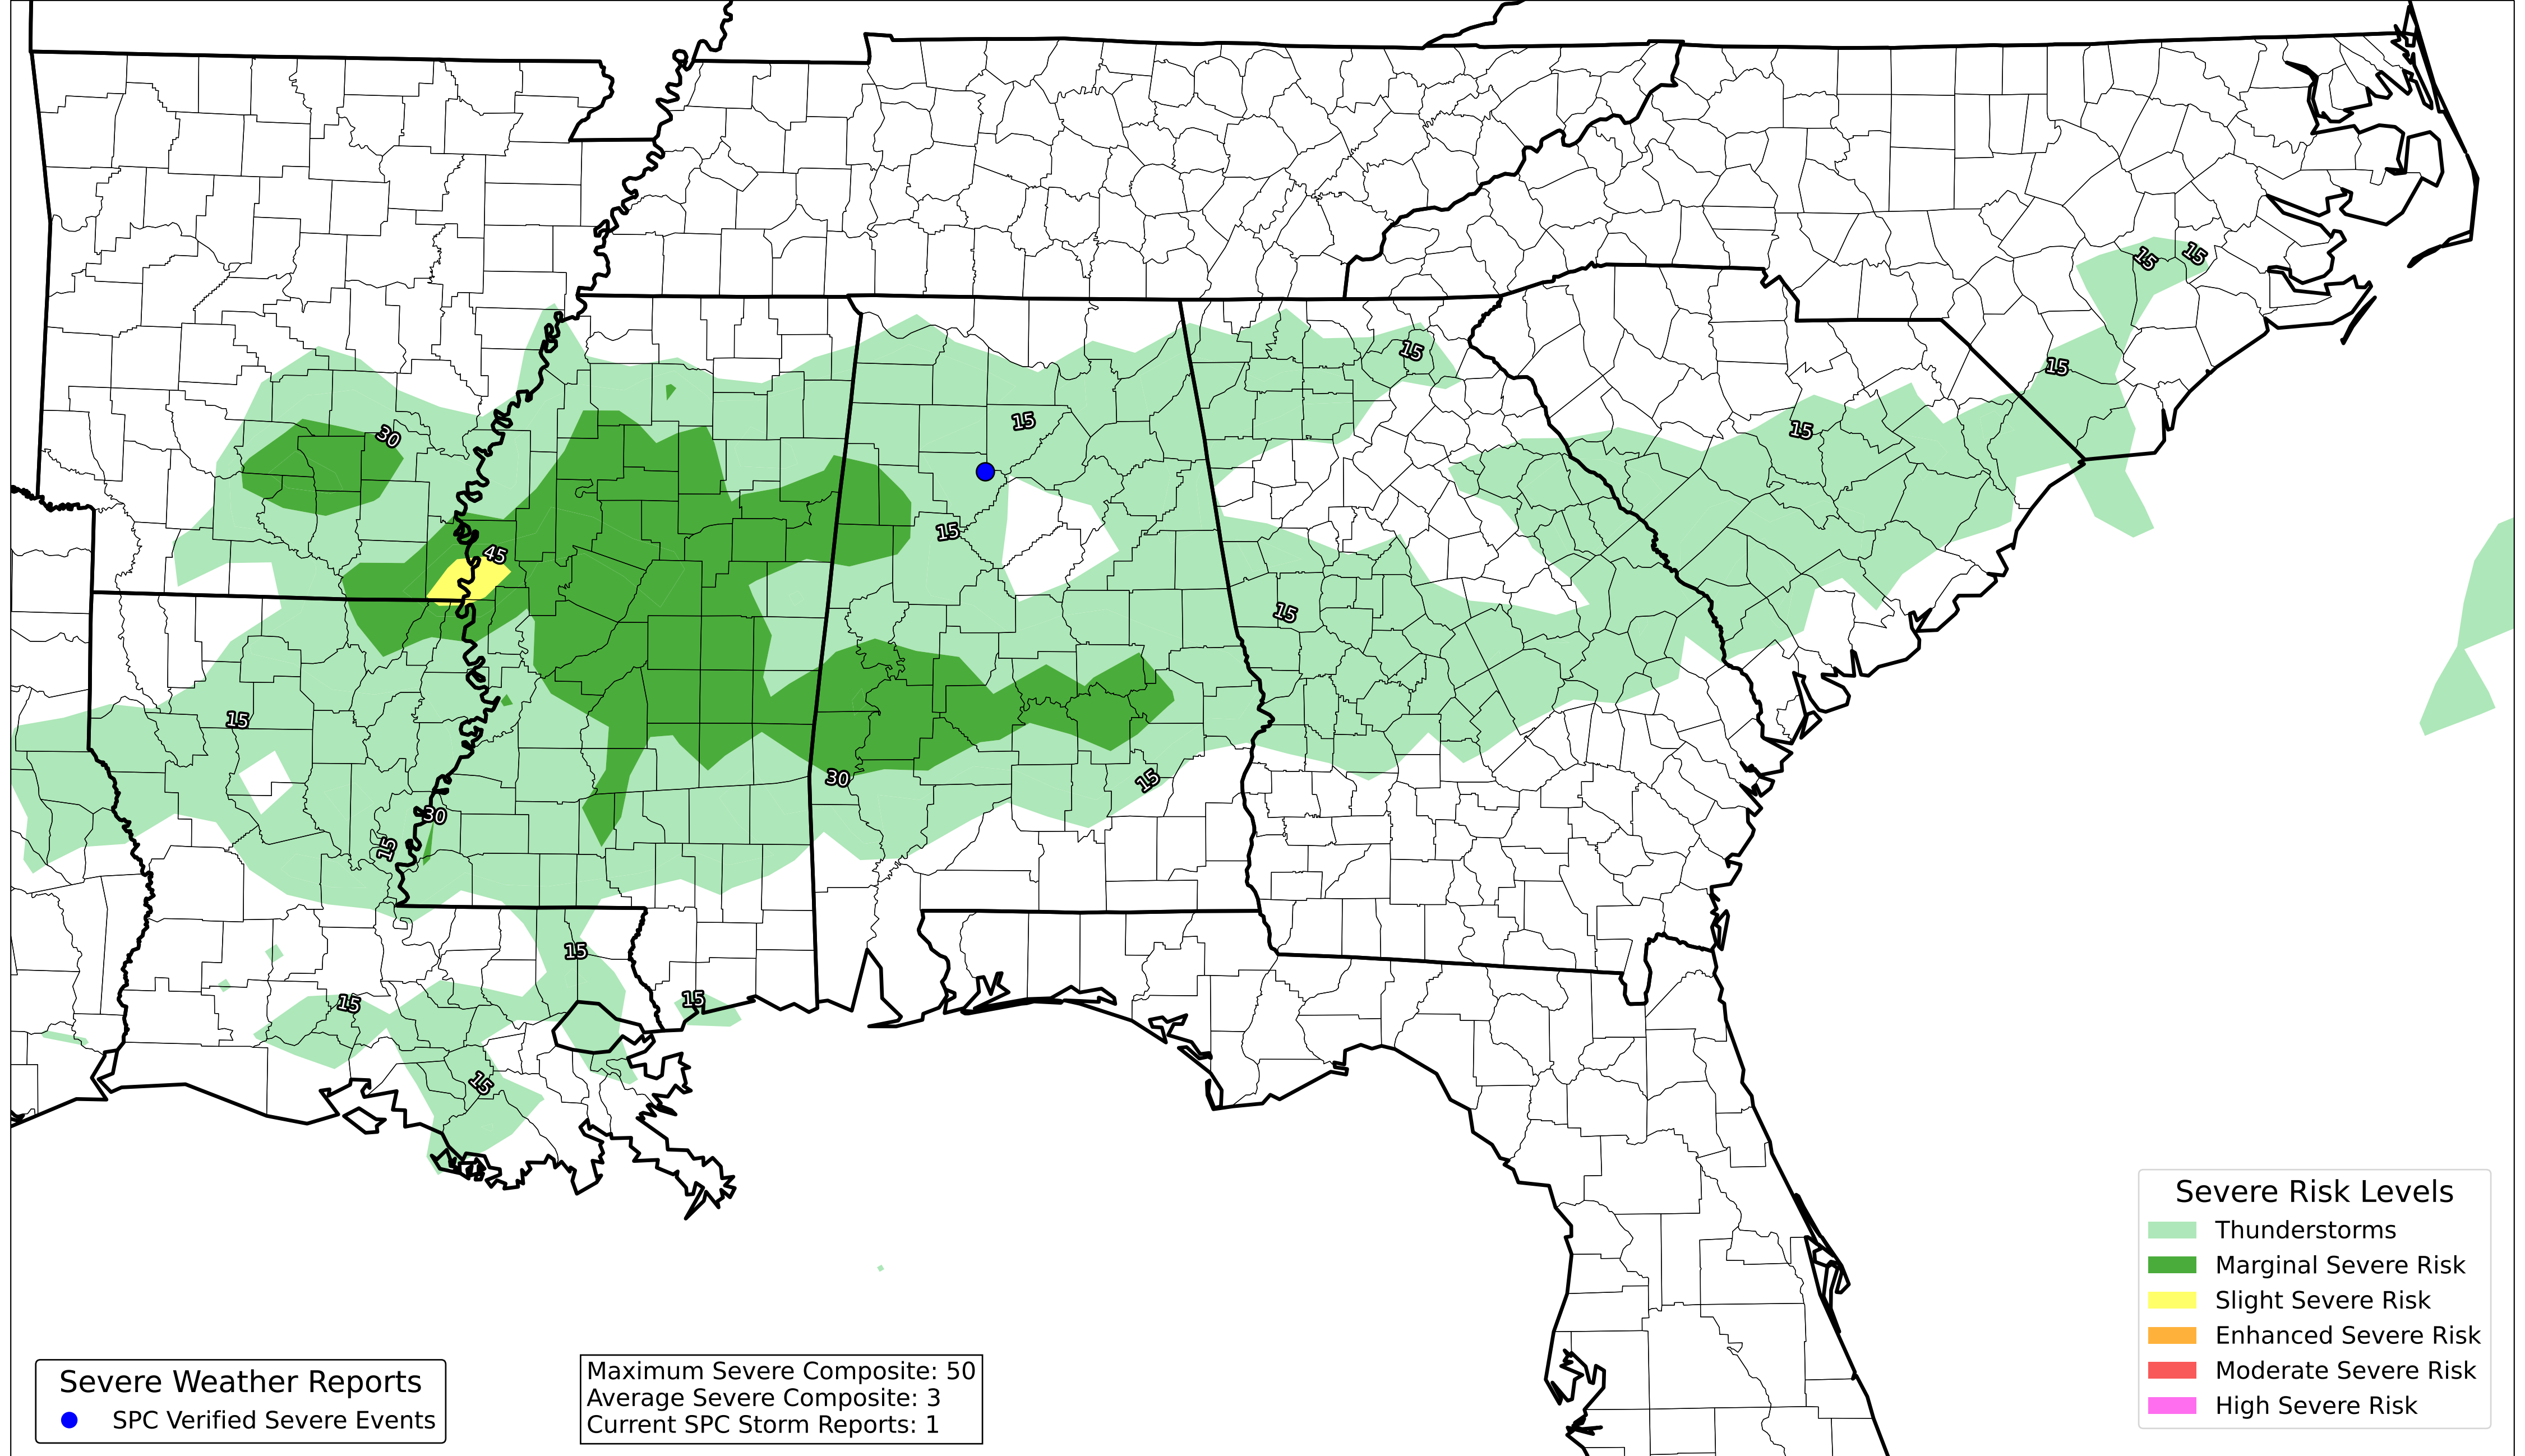 15
15
15
15
15
30
15
15
45
15
15
30
15
30
15
15
15
15
15
Severe Risk Levels
Thunderstorms
Marginal Severe Risk
Slight Severe Risk
Enhanced Severe Risk
Moderate Severe Risk
High Severe Risk
Severe Weather Reports
SPC Verified Severe Events
Maximum Severe Composite: 50
Average Severe Composite: 3
Current SPC Storm Reports: 1